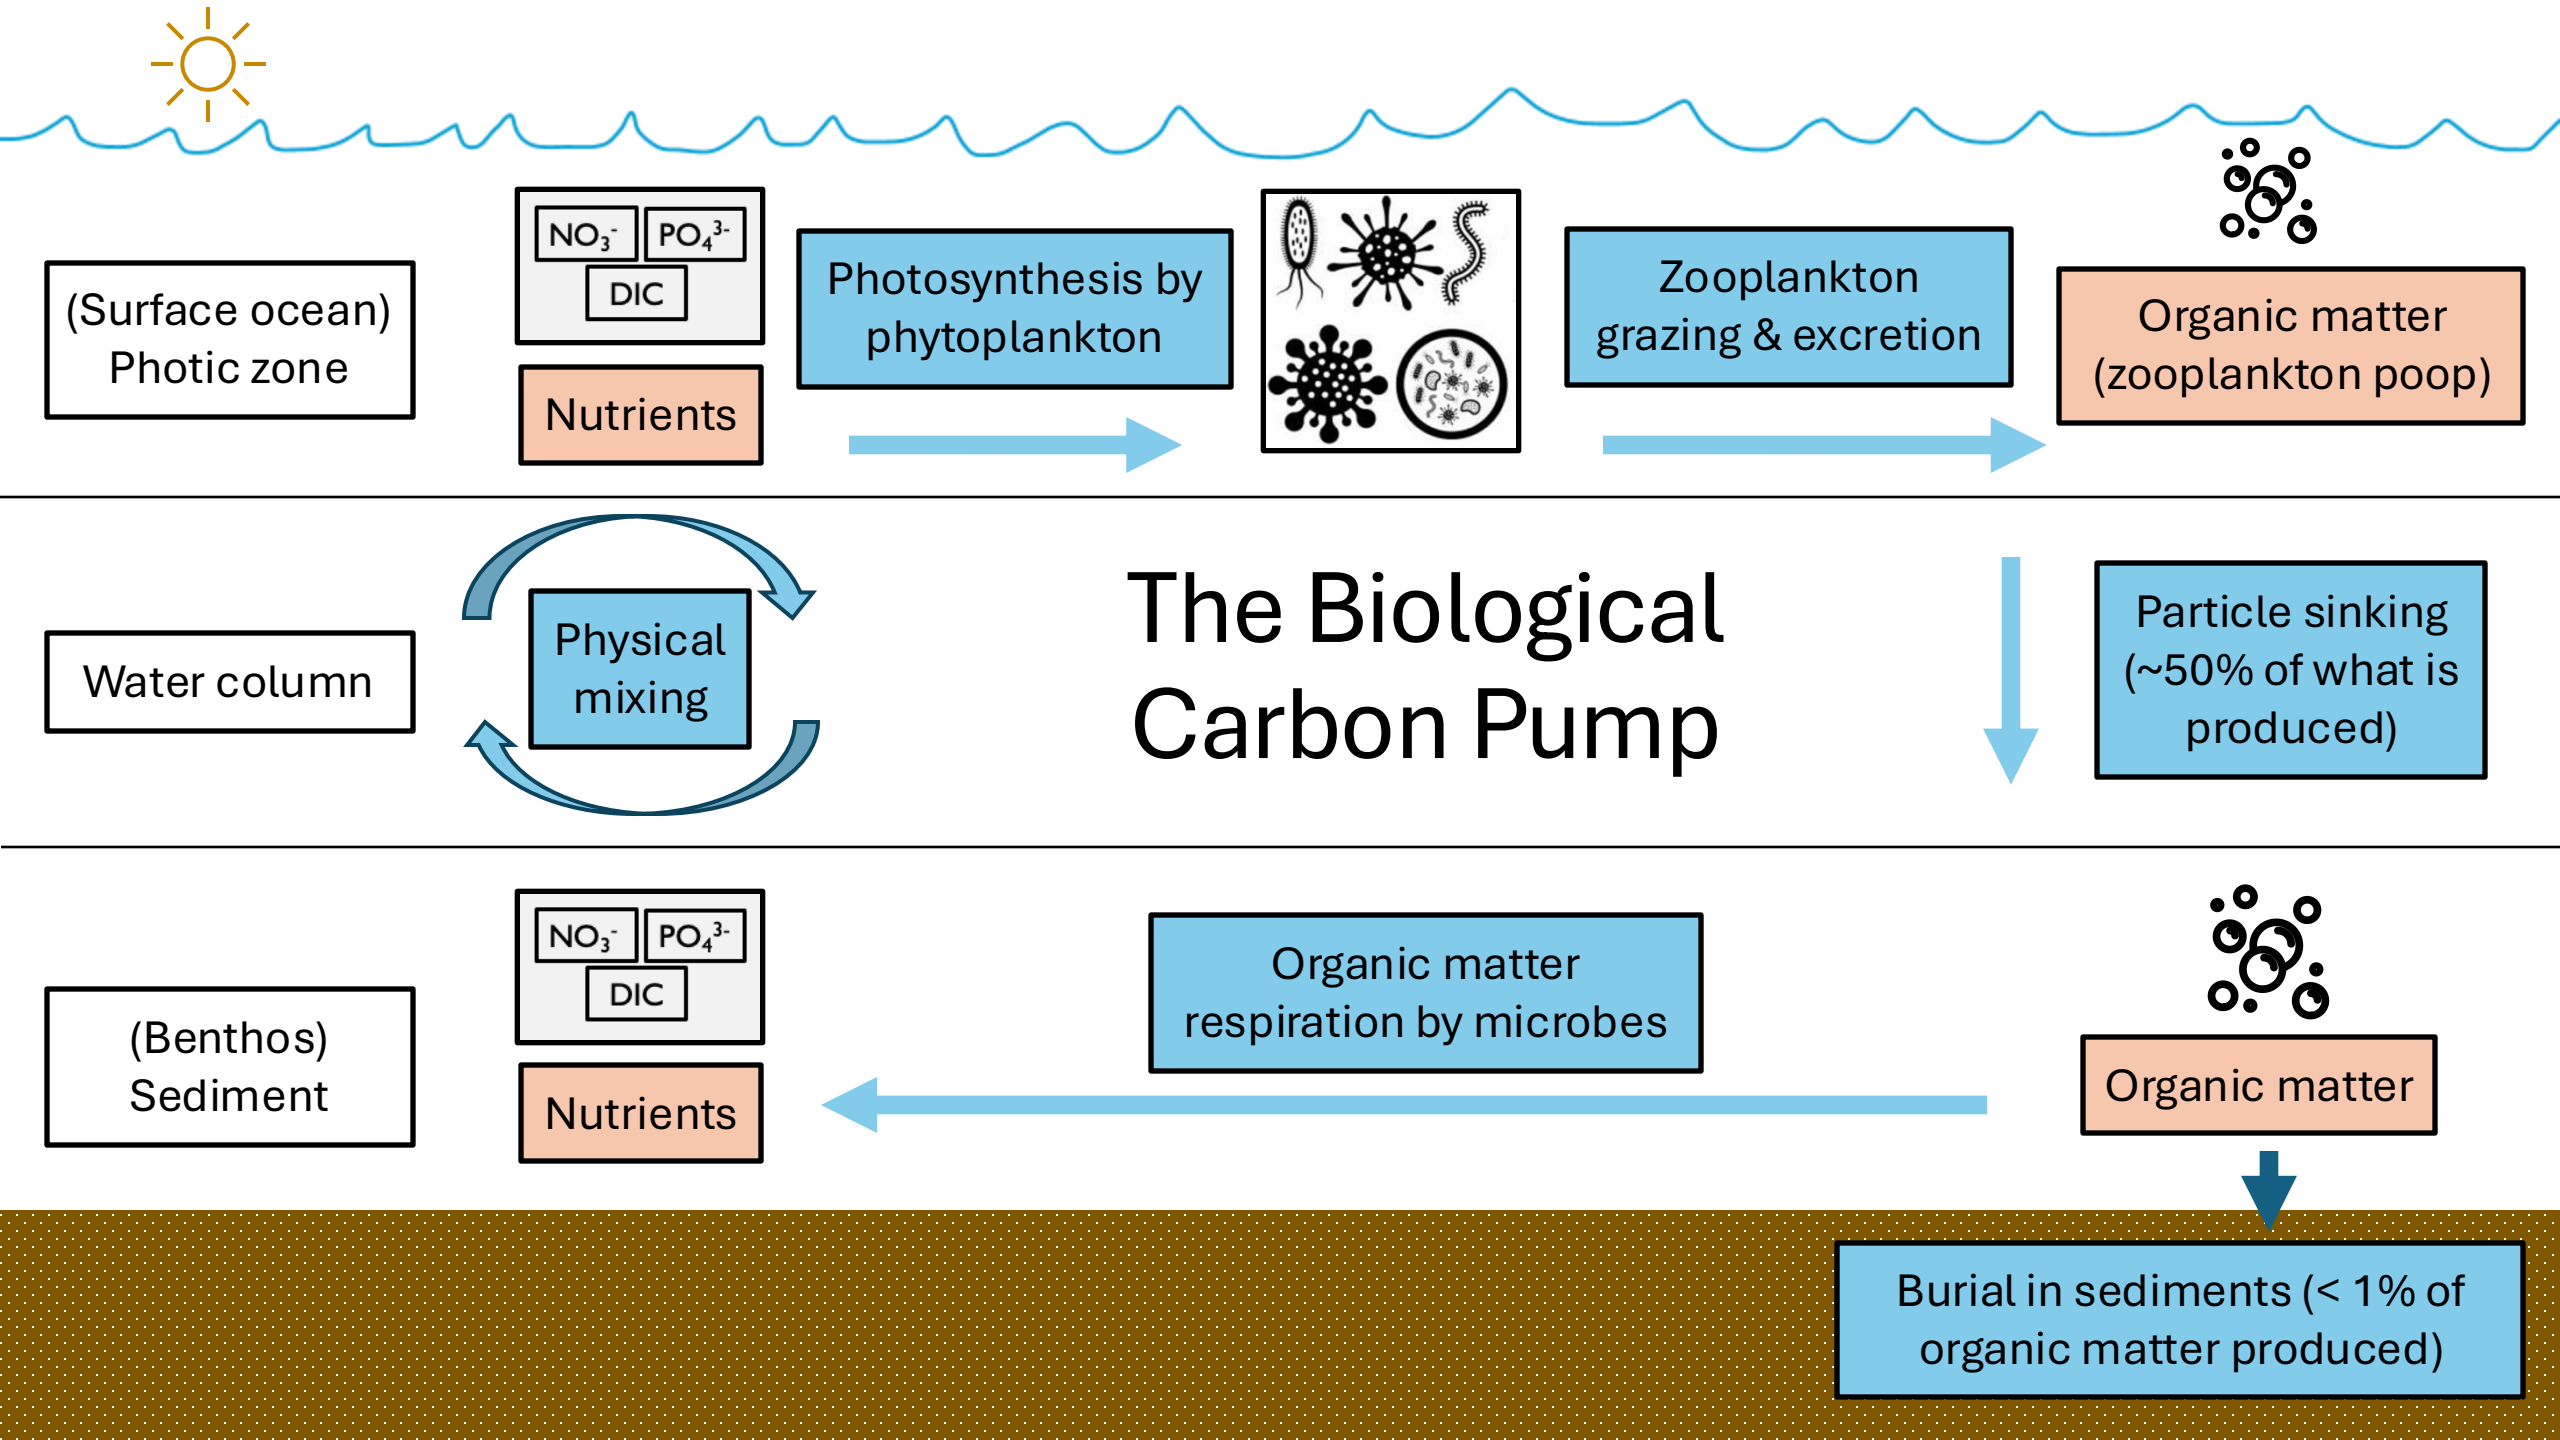 (Surface ocean)
Photic zone
NO₃⁻ PO₄³⁻
DIC
Nutrients
Photosynthesis by
phytoplankton
Zooplankton
grazing & excretion
Organic matter
(zooplankton poop)
Water column
Physical
mixing
The Biological
Carbon Pump
Particle sinking
(~50% of what is
produced)
(Benthos)
Sediment
NO₃⁻ PO₄³⁻
DIC
Nutrients
Organic matter
respiration by microbes
Organic matter
Burial in sediments (< 1% of
organic matter produced)